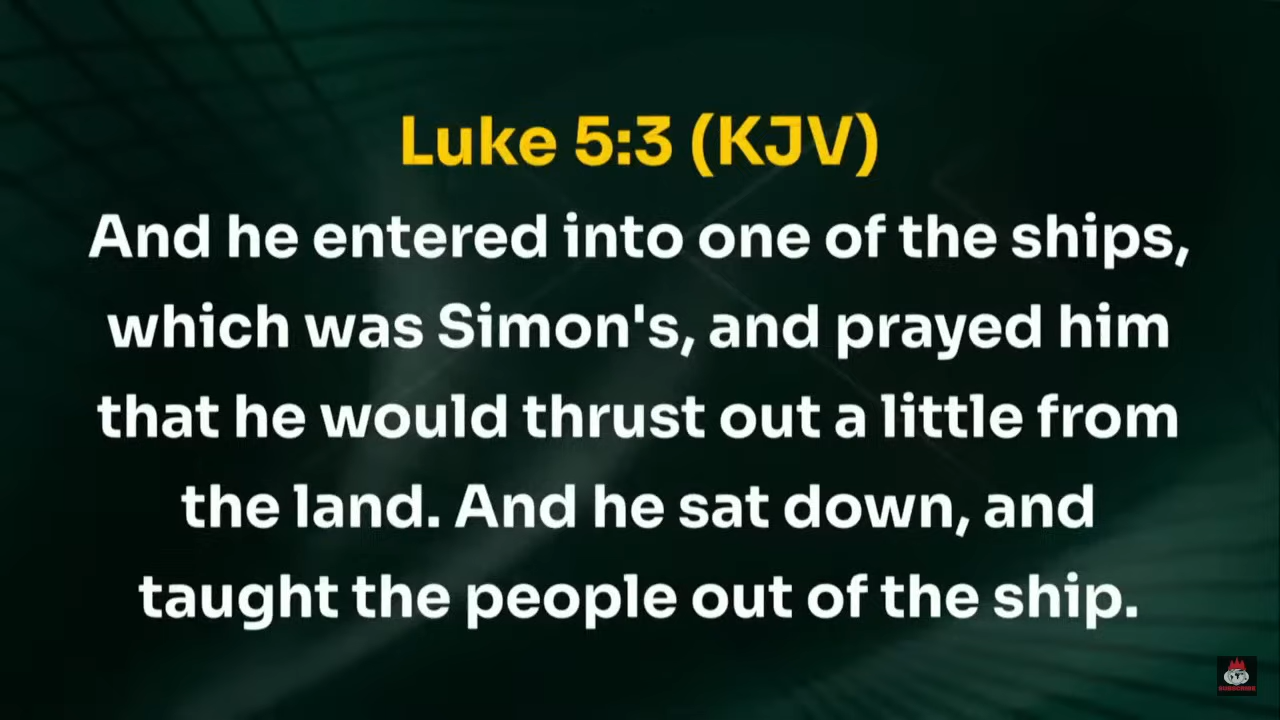 Luke 5:3 (KJV)
And he entered into one of the ships,
which was Simon's, and prayed him
that he would thrust out a little from
the land. And he sat down, and
taught the people out of the ship.
SUBSCRIBE